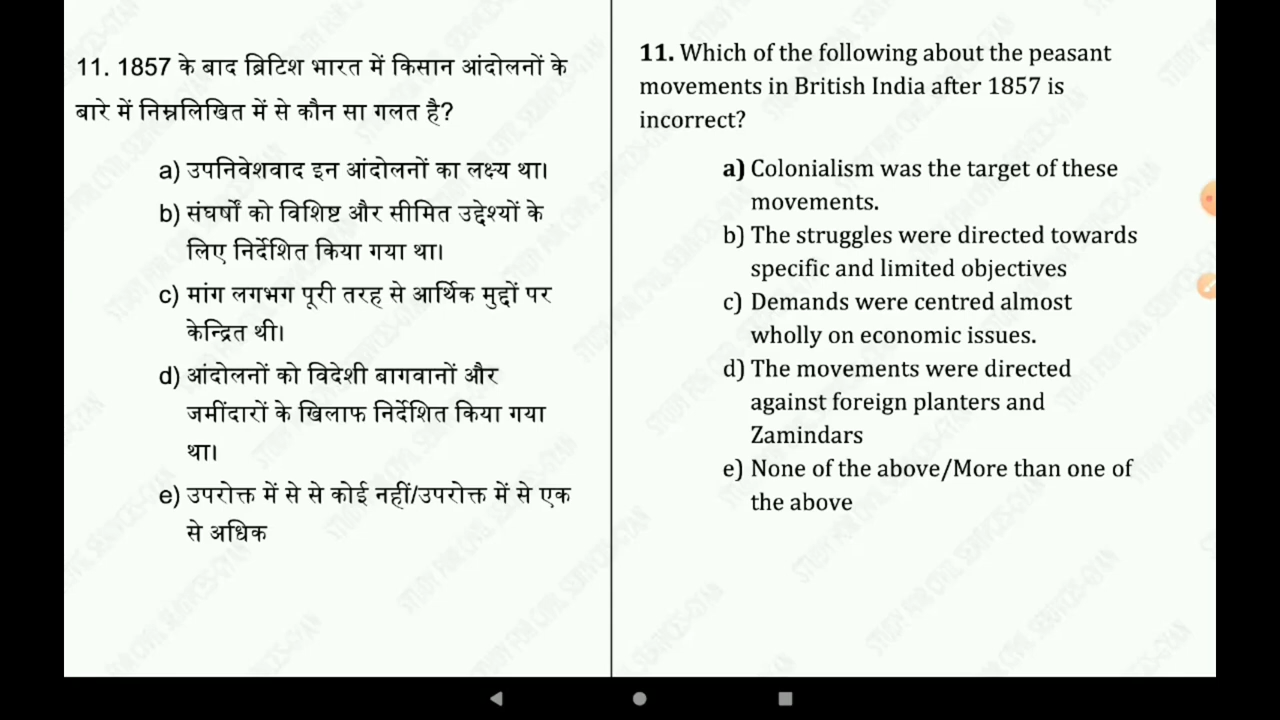 11. 1857 के बाद ब्रिटिश भारत में किसान आंदोलनों के
बारे में निम्नलिखित में से कौन सा गलत है?
a) उपनिवेशवाद इन आंदोलनों का लक्ष्य था।
b) संघर्षों को विशिष्ट और सीमित उद्देश्यों के
लिए निर्देशित किया गया था।
c) मांग लगभग पूरी तरह से आर्थिक मुद्दों पर
केन्द्रित थी।
d) आंदोलनों को विदेशी बागवानों और
जमींदारों के खिलाफ निर्देशित किया गया
था।
e) उपरोक्त में से से कोई नहीं/उपरोक्त में से एक
से अधिक
11. Which of the following about the peasant
movements in British India after 1857 is
incorrect?
a) Colonialism was the target of these
movements.
b) The struggles were directed towards
specific and limited objectives
c) Demands were centred almost
wholly on economic issues.
d) The movements were directed
against foreign planters and
Zamindars
e) None of the above/More than one of
the above